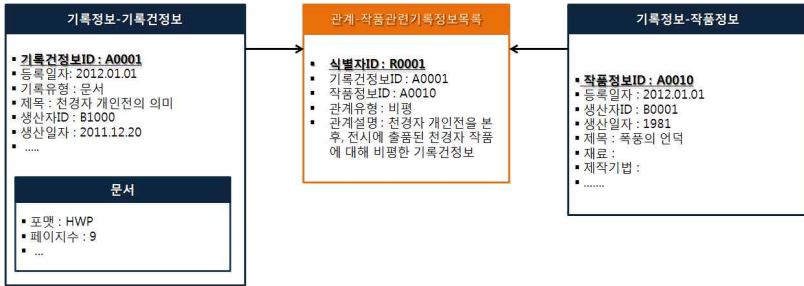 기록정보-기록건정보
▪ 기록건정보ID : A0001
▪ 등록일자: 2012.01.01
▪ 기록유형 : 문서
▪ 제목 : 천경자 개인전의 의미
▪ 생산자ID : B1000
▪ 생산일자 : 2011.12.20
▪ .....
문서
▪ 포맷 : HWP
▪ 페이지수 : 9
▪ ...
관계-작품관련기록정보목록
▪ 식별자ID : R0001
▪ 기록건정보ID : A0001
▪ 작품정보ID : A0010
▪ 관계유형 : 비평
▪ 관계설명 : 천경자 개인전을 본
후, 전시에 출품된 천경자 작품
에 대해 비평한 기록건정보
기록정보-작품정보
▪ 작품정보ID : A0010
▪ 등록일자 : 2012.01.01
▪ 생산자ID : B0001
▪ 생산일자 : 1981
▪ 제목 : 폭풍의 언덕
▪ 재료 :
▪ 제작기법 :
▪ .......